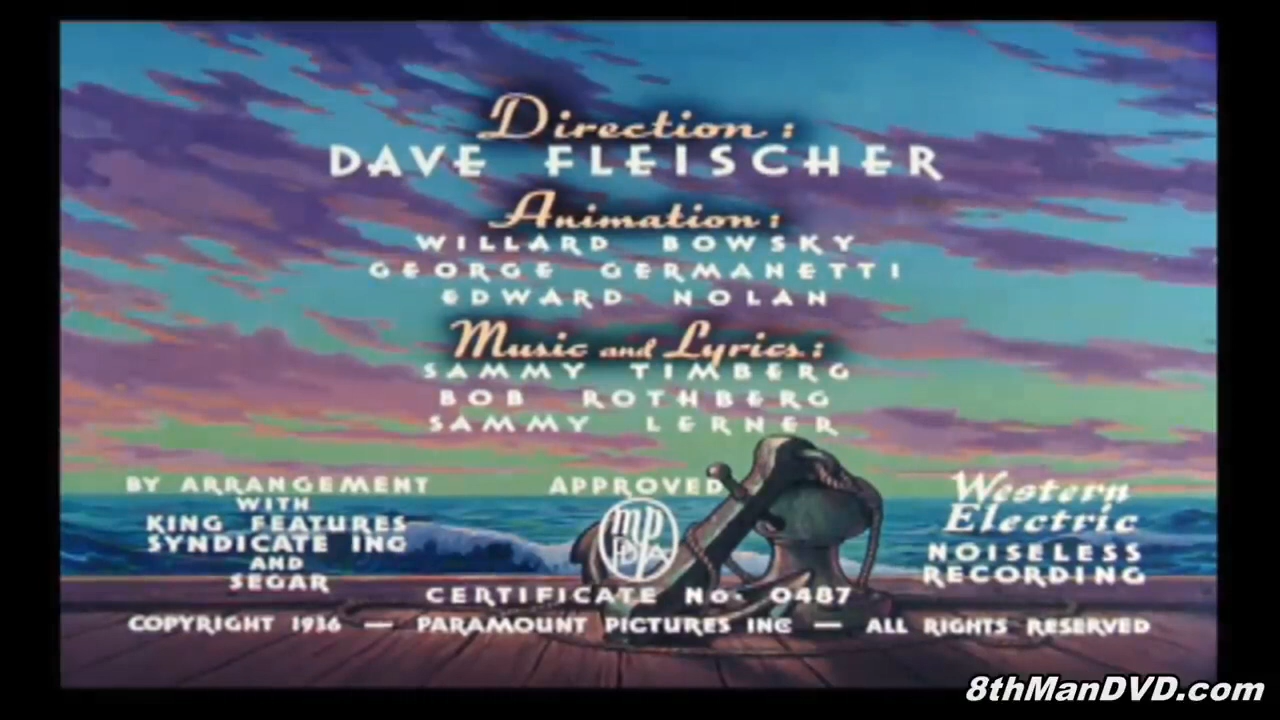 Direction:
DAVE FLEISCHER
Animation:
WILLARD BOWSKY
GEORGE GERMANETTI
EDWARD NOLAN
Music and Lyrics:
SAMMY TIMBERG
BOB ROTHBERG
SAMMY LERNER
BY ARRANGEMENT
WITH
KING FEATURES
SYNDICATE INC
AND
SEGAR
APPROVED
MPPDA
CERTIFICATE No. 0487
Western
Electric
NOISELESS
RECORDING
COPYRIGHT 1936 — PARAMOUNT PICTURES INC — ALL RIGHTS RESERVED
8thManDVD.com